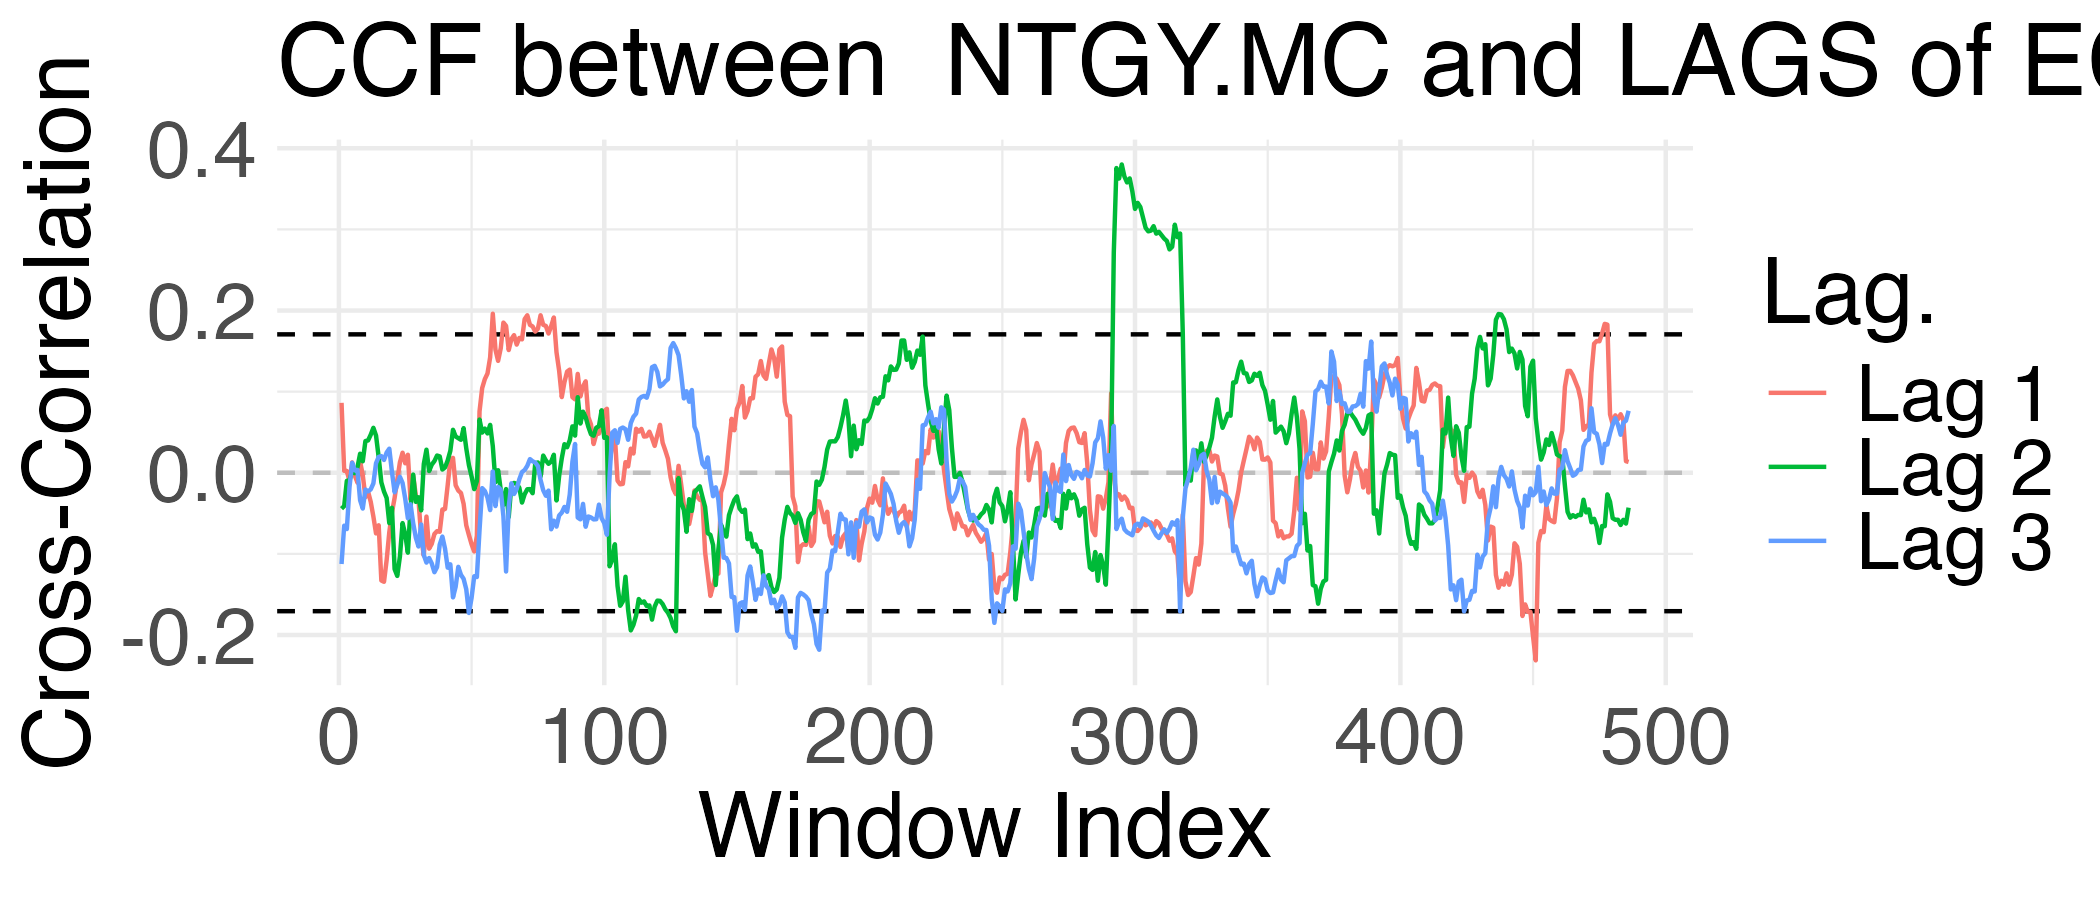 CCF between NTGY.MC and LAGS of
Cross-Correlation
0.4
0.2
0.0
-0.2
0 100 200 300 400 500
Window Index
Lag.
Lag 1
Lag 2
Lag 3